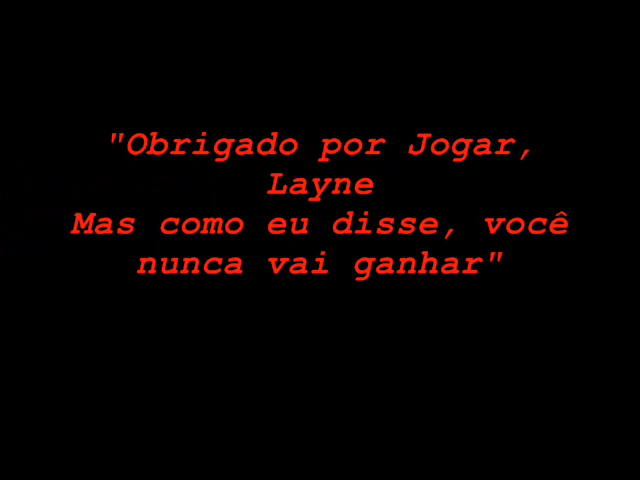 "Obrigado por Jogar,
Layne
Mas como eu disse, você
nunca vai ganhar"